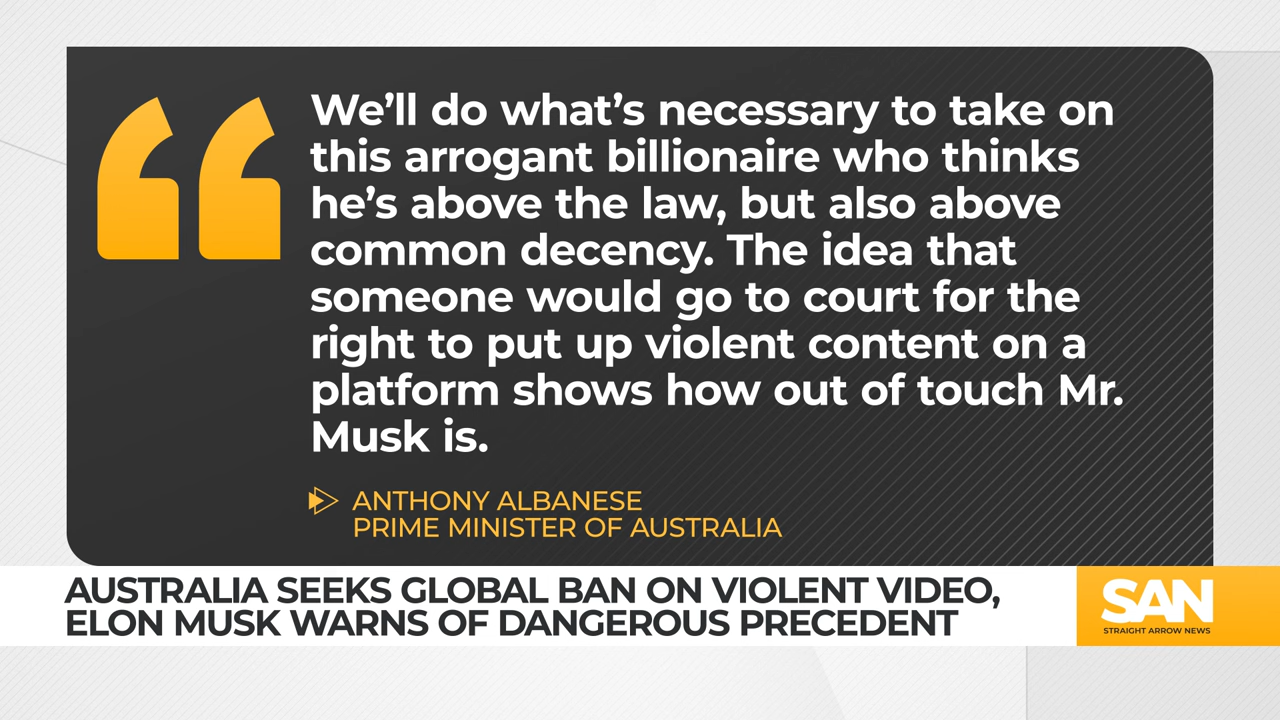 We’ll do what’s necessary to take on
this arrogant billionaire who thinks
he’s above the law, but also above
common decency. The idea that
someone would go to court for the
right to put up violent content on a
platform shows how out of touch Mr.
Musk is.
ANTHONY ALBANESE
PRIME MINISTER OF AUSTRALIA
AUSTRALIA SEEKS GLOBAL BAN ON VIOLENT VIDEO,
ELON MUSK WARNS OF DANGEROUS PRECEDENT
SAN
STRAIGHT ARROW NEWS